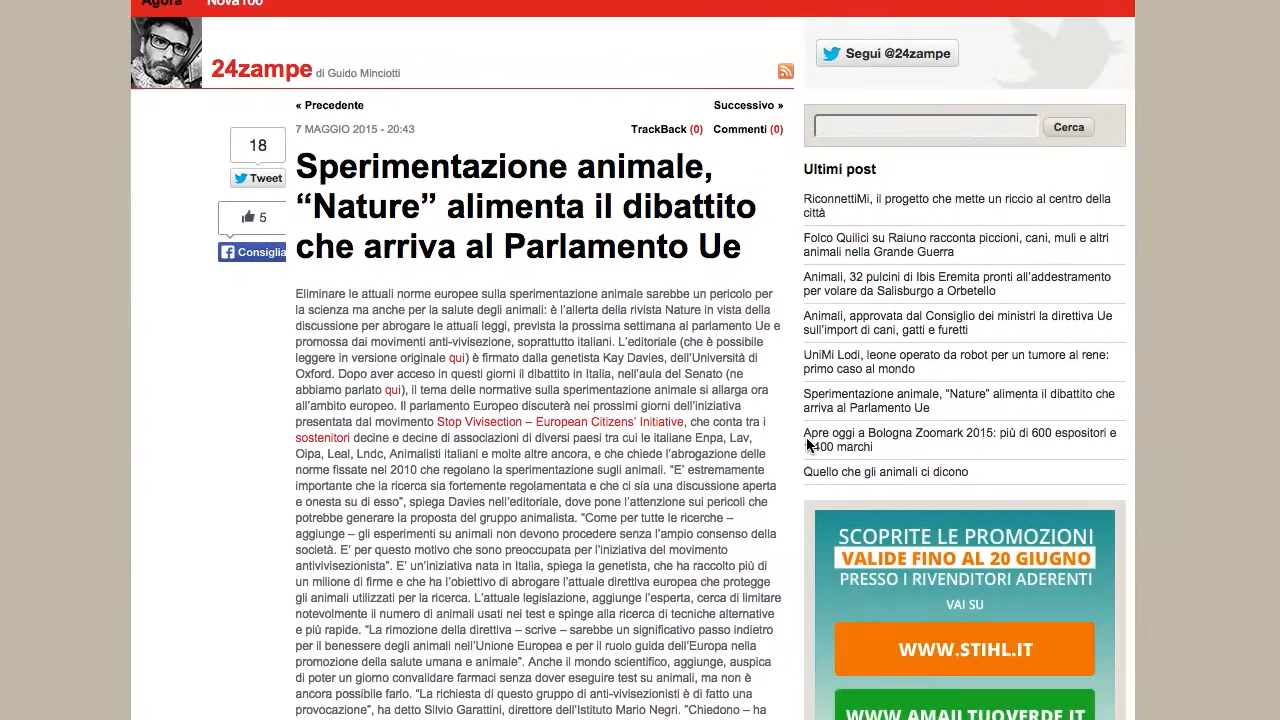 Agorà Nova100
24zampe di Guido Minciotti
« Precedente Successivo »
7 MAGGIO 2015 - 20:43 TrackBack (0) Commenti (0)
18
Tweet
5
Consiglia
Sperimentazione animale,
“Nature” alimenta il dibattito
che arriva al Parlamento Ue
Eliminare le attuali norme europee sulla sperimentazione animale sarebbe un pericolo per
la scienza ma anche per la salute degli animali: è l’allerta della rivista Nature in vista della
discussione per abrogare le attuali leggi, prevista la prossima settimana al parlamento Ue e
promossa dai movimenti anti-vivisezione, soprattutto italiani. L’editoriale (che è possibile
leggere in versione originale qui) è firmato dalla genetista Kay Davies, dell’Università di
Oxford. Dopo aver acceso in questi giorni il dibattito in Italia, nell’aula del Senato (ne
abbiamo parlato qui), il tema delle normative sulla sperimentazione animale si allarga ora
all’ambito europeo. Il parlamento Europeo discuterà nei prossimi giorni dell’iniziativa
presentata dal movimento Stop Vivisection – European Citizens’ Initiative, che conta tra i
sostenitori decine e decine di associazioni di diversi paesi tra cui le italiane Enpa, Lav,
Oipa, Leal, Lndc, Animalisti italiani e molte altre ancora, e che chiede l’abrogazione delle
norme fissate nel 2010 che regolano la sperimentazione sugli animali. “E’ estremamente
importante che la ricerca sia fortemente regolamentata e che ci sia una discussione aperta
e onesta su di esso”, spiega Davies nell’editoriale, dove pone l’attenzione sui pericoli che
potrebbe generare la proposta del gruppo animalista. “Come per tutte le ricerche –
aggiunge – gli esperimenti su animali non devono procedere senza l’ampio consenso della
società. E’ per questo motivo che sono preoccupata per l’iniziativa del movimento
antivivisezionista”. E’ un’iniziativa nata in Italia, spiega la genetista, che ha raccolto più di
un milione di firme e che ha l’obiettivo di abrogare l’attuale direttiva europea che protegge
gli animali utilizzati per la ricerca. L’attuale legislazione, aggiunge l’esperta, cerca di limitare
notevolmente il numero di animali usati nei test e spinge alla ricerca di tecniche alternative
e più rapide. “La rimozione della direttiva – scrive – sarebbe un significativo passo indietro
per il benessere degli animali nell’Unione Europea e per il ruolo guida dell’Europa nella
promozione della salute umana e animale”. Anche il mondo scientifico, aggiunge, auspica
di poter un giorno convalidare farmaci senza dover eseguire test su animali, ma non è
ancora possibile farlo. “La richiesta di questo gruppo di anti-vivisezionisti è di fatto una
provocazione”, ha detto Silvio Garattini, direttore dell’Istituto Mario Negri. ”Chiedono – ha
Segui @24zampe
Cerca
Ultimi post
RiconnettiMi, il progetto che mette un riccio al centro della
città
Folco Quilici su Raiuno racconta piccioni, cani, muli e altri
animali nella Grande Guerra
Animali, 32 pulcini di Ibis Eremita pronti all’addestramento
per volare da Salisburgo a Orbetello
Animali, approvata dal Consiglio dei ministri la direttiva Ue
sull’import di cani, gatti e furetti
UniMi Lodi, leone operato da robot per un tumore al rene:
primo caso al mondo
Sperimentazione animale, “Nature” alimenta il dibattito che
arriva al Parlamento Ue
Apre oggi a Bologna Zoomark 2015: più di 600 espositori e
400 marchi
Quello che gli animali ci dicono
SCOPRITE LE PROMOZIONI
VALIDE FINO AL 20 GIUGNO
PRESSO I RIVENDITORI ADERENTI
VAI SU
WWW.STIHL.IT
WWW.AMAILTUOVERDE.IT